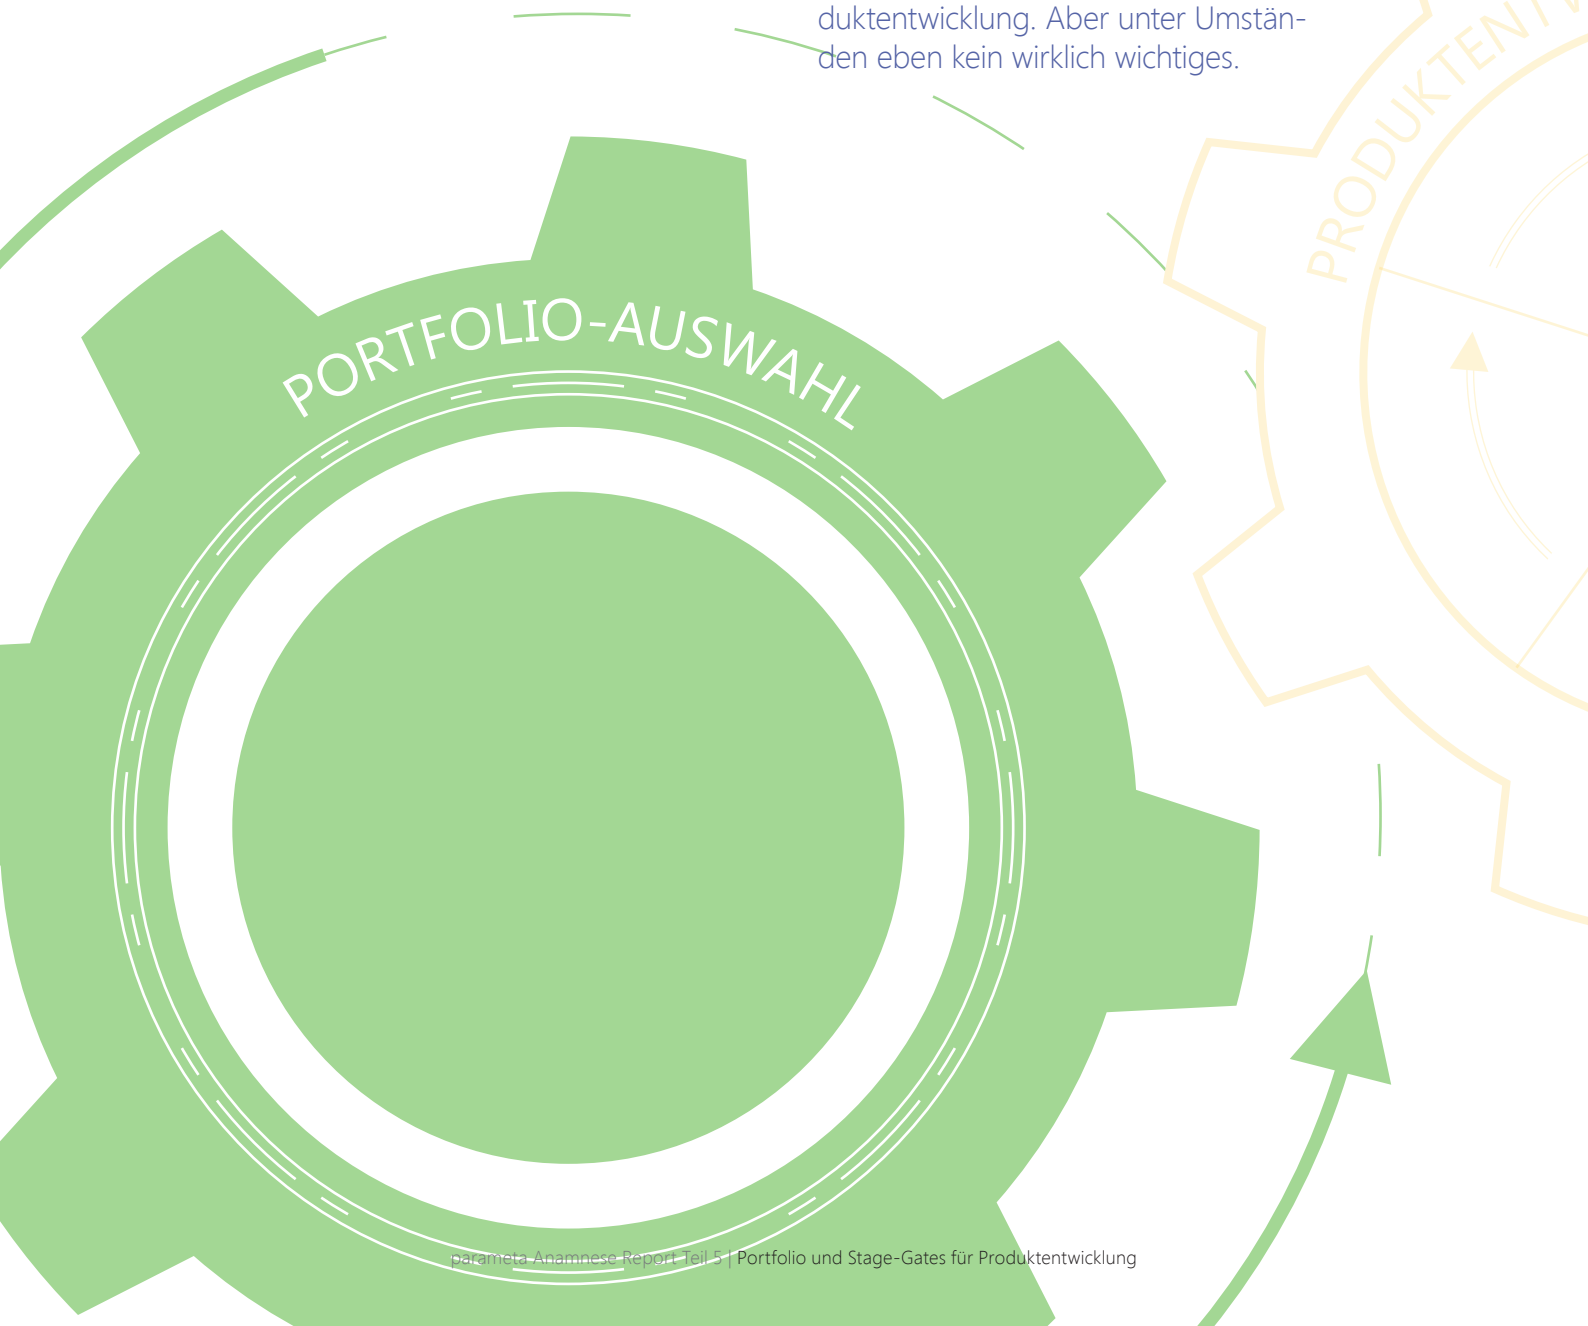 duktentwicklung. Aber unter Umstän-
den eben kein wirklich wichtiges.
PORTFOLIO-AUSWAHL
parameta Anamnese Report Teil 5 | Portfolio und Stage-Gates für Produktentwicklung